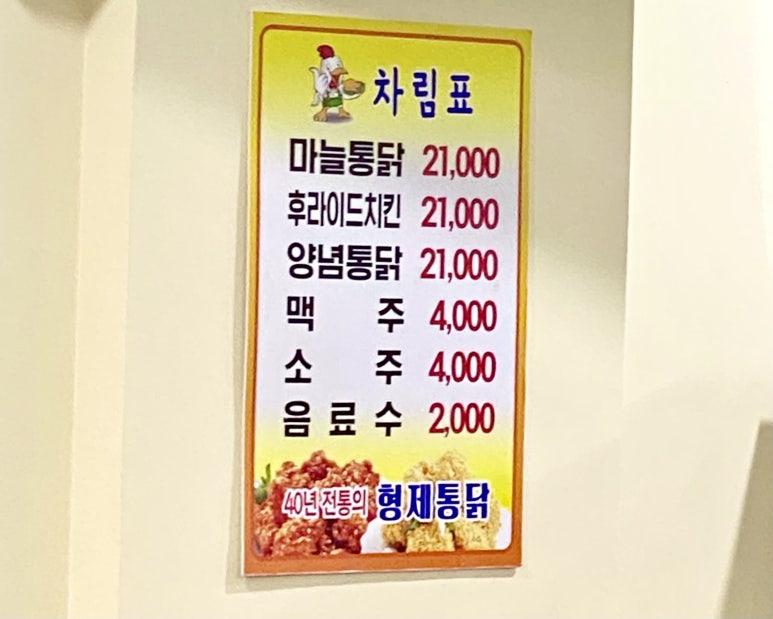 차림표
마늘통닭 21,000
후라이드치킨 21,000
양념통닭 21,000
맥 주 4,000
소 주 4,000
음료수 2,000
40년 전통의 형제통닭